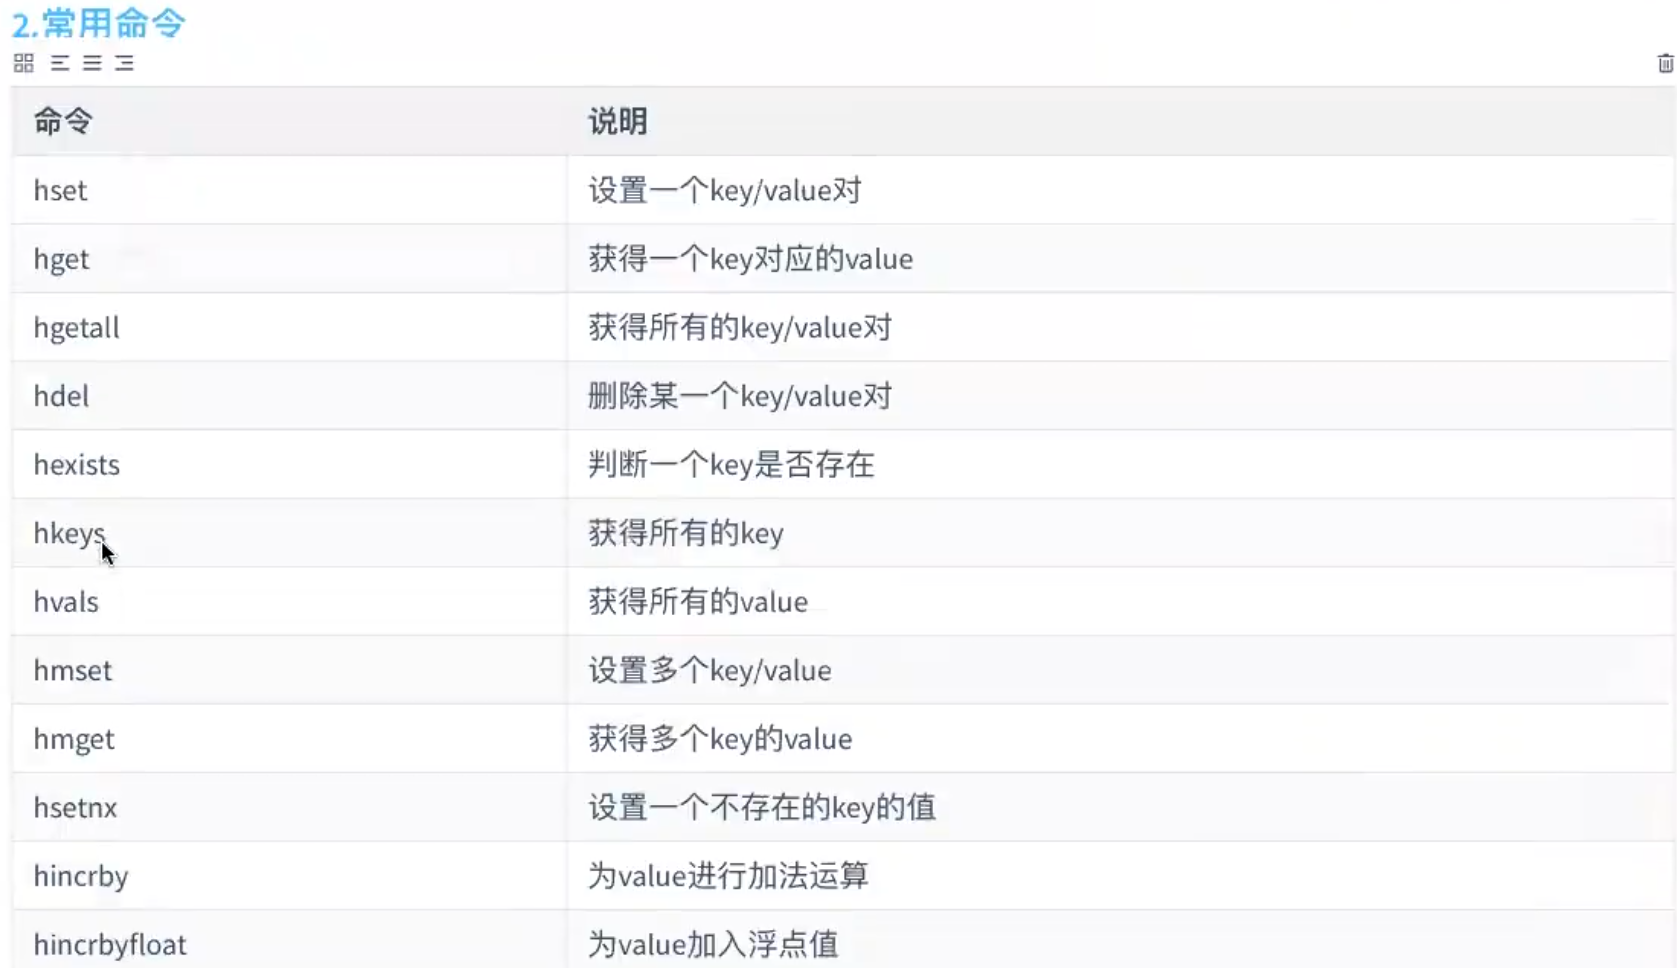 2.常用命令
命令 说明
hset 设置一个key/value对
hget 获得一个key对应的value
hgetall 获得所有的key/value对
hdel 删除某一个key/value对
hexists 判断一个key是否存在
hkeys 获得所有的key
hvals 获得所有的value
hmset 设置多个key/value
hmget 获得多个key的value
hsetnx 设置一个不存在的key的值
hincrby 为value进行加法运算
hincrbyfloat 为value加入浮点值